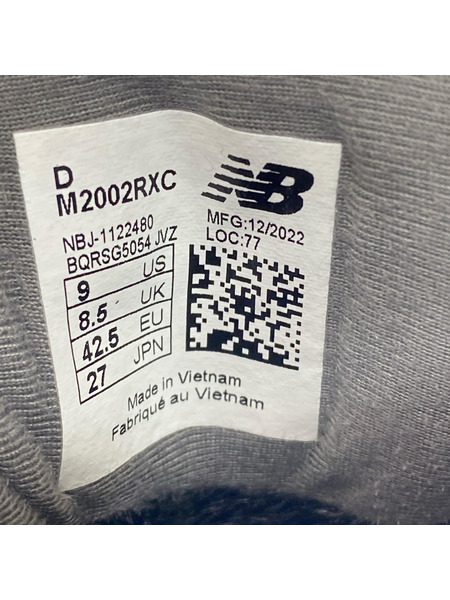 D
M2002RXC
NB
NBJ-1122480
BQRSG5054 JVZ
MFG:12/2022
LOC:77
9 US
8.5 UK
42.5 EU
27 JPN
Made in Vietnam
Fabriqué au Vietnam